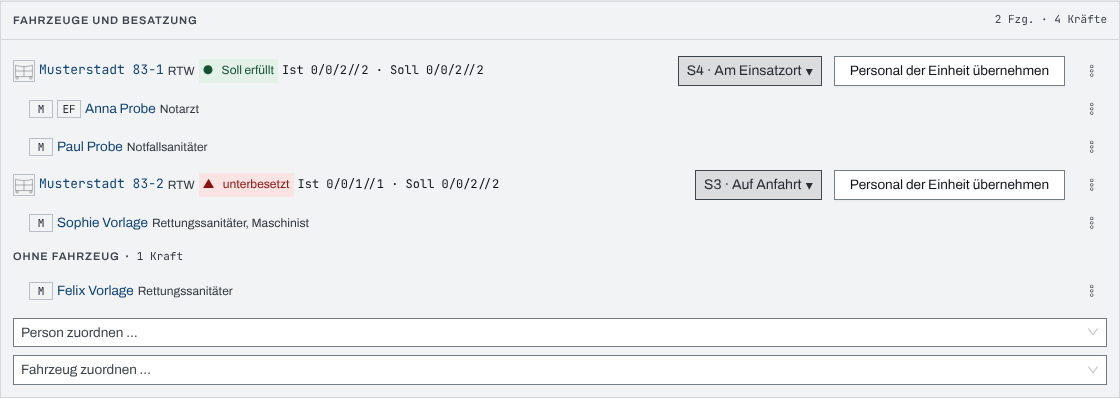 FAHRZEUGE UND BESATZUNG 2 Fzg. · 4 Kräfte
Musterstadt 83-1 RTW Soll erfüllt Ist 0/0/2//2 · Soll 0/0/2//2 S4 · Am Einsatzort Personal der Einheit übernehmen
M EF Anna Probe Notarzt
M Paul Probe Notfallsanitäter
Musterstadt 83-2 RTW unterbesetzt Ist 0/0/1//1 · Soll 0/0/2//2 S3 · Auf Anfahrt Personal der Einheit übernehmen
M Sophie Vorlage Rettungssanitäter, Maschinist
OHNE FAHRZEUG · 1 Kraft
M Felix Vorlage Rettungssanitäter
Person zuordnen ...
Fahrzeug zuordnen ...